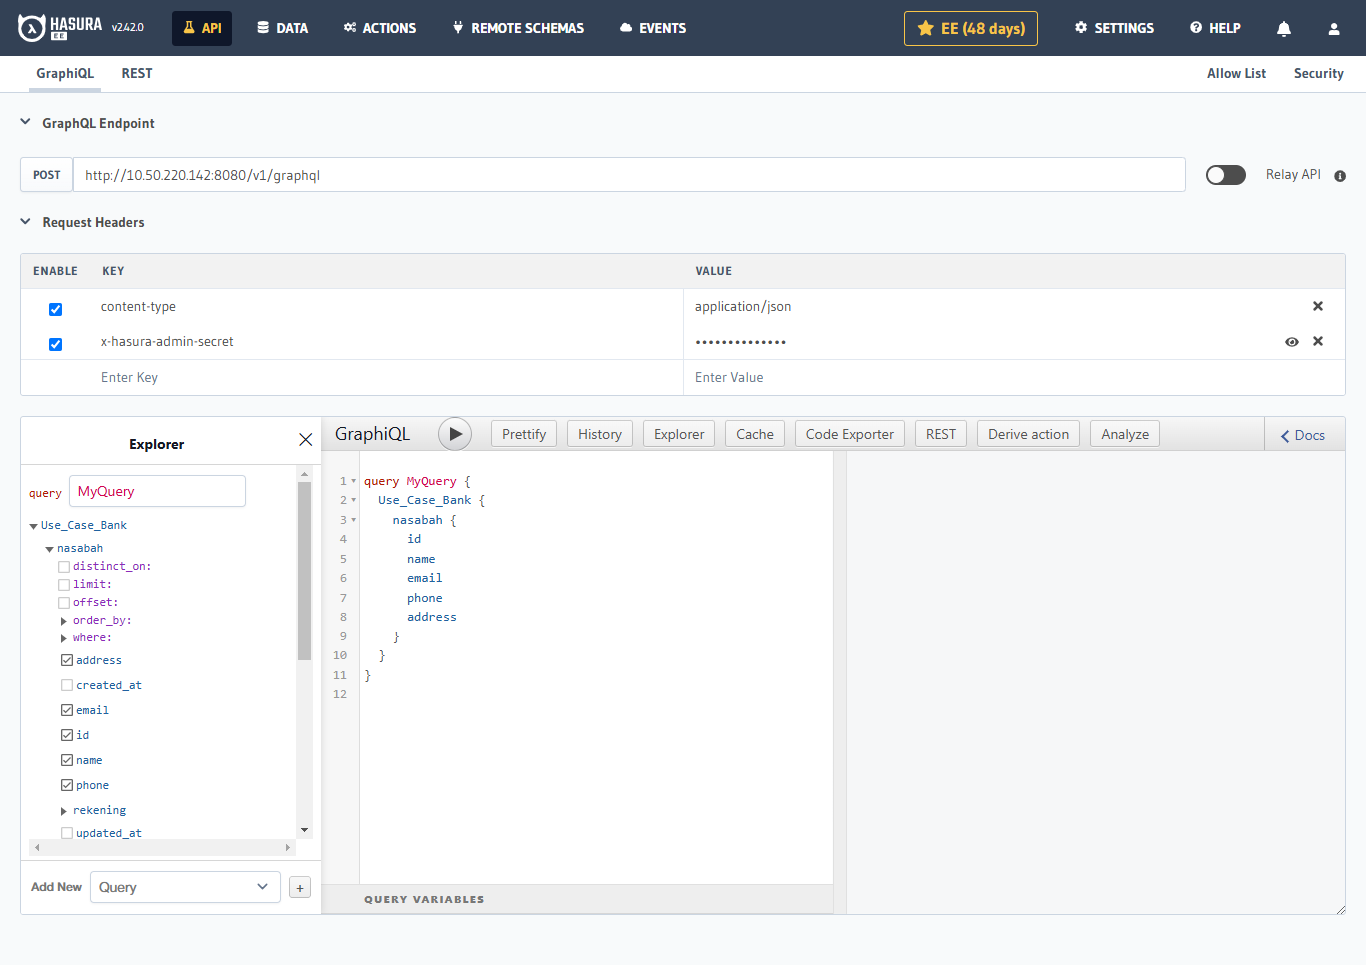 HASURA EE v2.42.0 API DATA ACTIONS REMOTE SCHEMAS EVENTS EE (48 days) SETTINGS HELP
GraphiQL REST Allow List Security
GraphQL Endpoint
POST http://10.50.220.142:8080/v1/graphql Relay API
Request Headers
ENABLE KEY VALUE
content-type application/json
x-hasura-admin-secret ••••••••••••••
Enter Key Enter Value
Explorer
GraphiQL Prettify History Explorer Cache Code Exporter REST Derive action Analyze Docs
query MyQuery
Use_Case_Bank
nasabah
distinct_on:
limit:
offset:
order_by:
where:
address
created_at
email
id
name
phone
rekening
updated_at
Add New Query +
1 query MyQuery {
2 Use_Case_Bank {
3 nasabah {
4 id
5 name
6 email
7 phone
8 address
9 }
10 }
11 }
12
QUERY VARIABLES